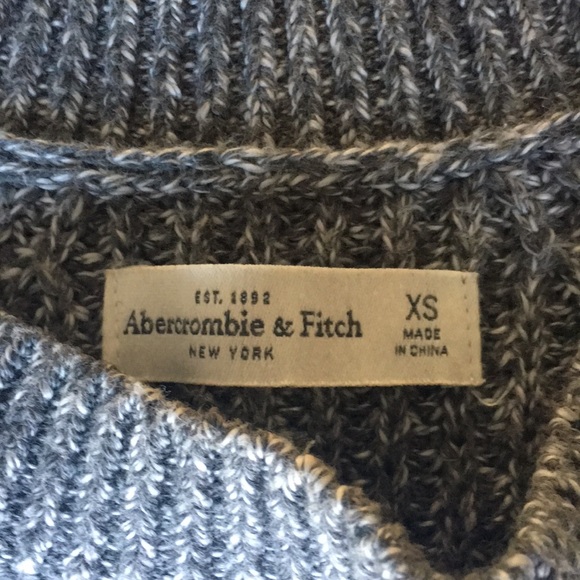 EST. 1892
Abercrombie & Fitch
NEW YORK
XS
MADE
IN CHINA